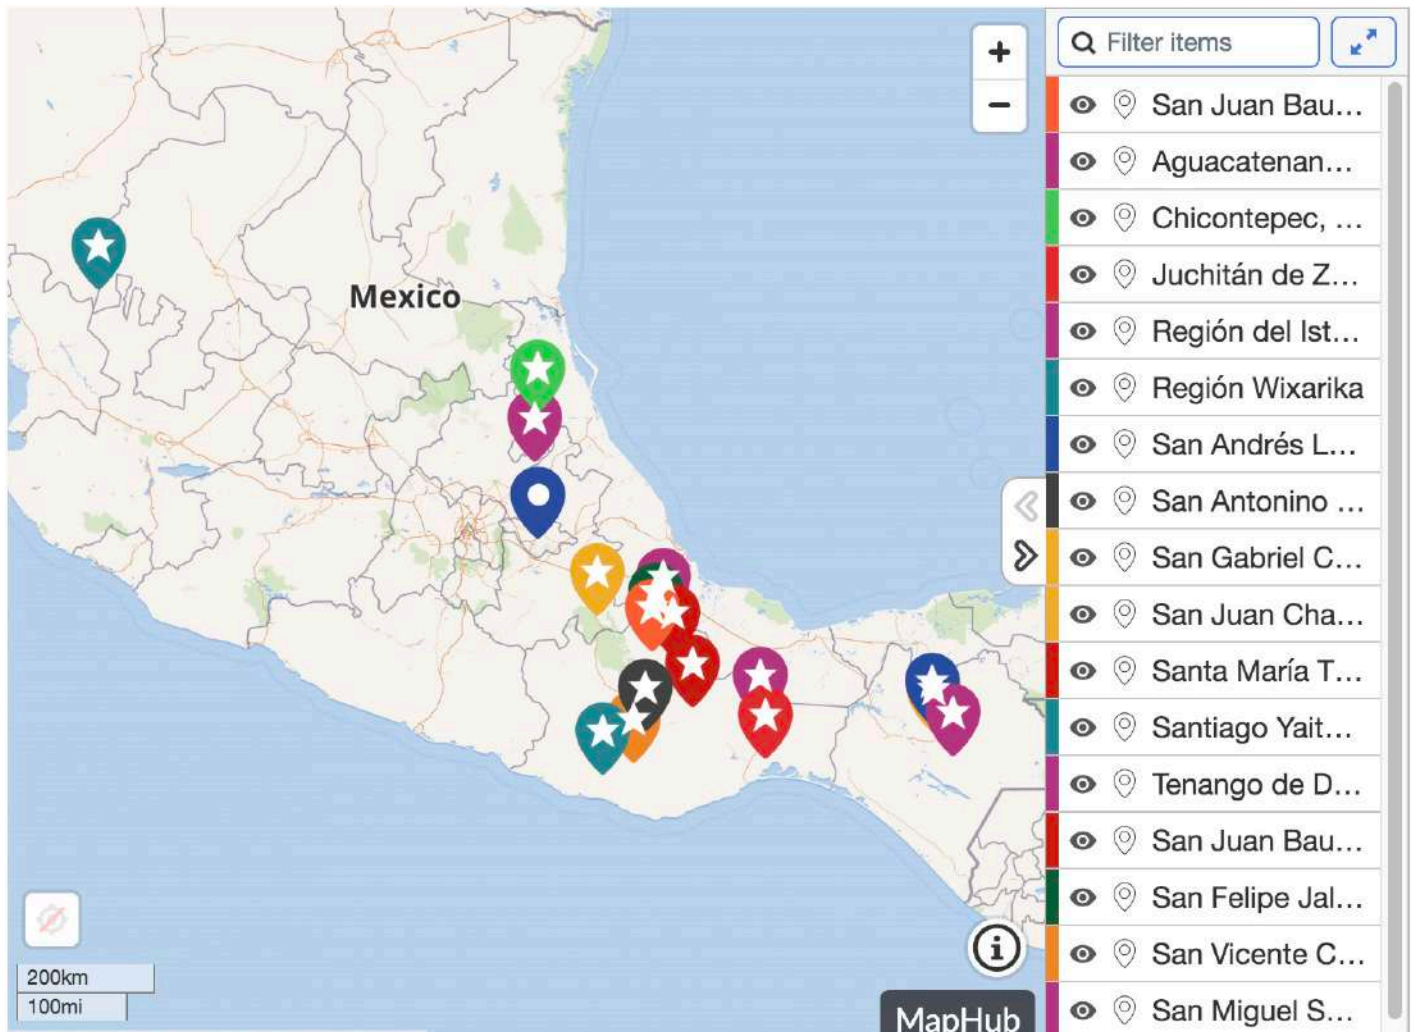 Mexico
+
−
200km
100mi
MapHub
Filter items
San Juan Bau...
Aguacatenan...
Chicontepec, ...
Juchitán de Z...
Región del Ist...
Región Wixarika
San Andrés L...
San Antonino ...
San Gabriel C...
San Juan Cha...
Santa María T...
Santiago Yait...
Tenango de D...
San Juan Bau...
San Felipe Jal...
San Vicente C...
San Miguel S...